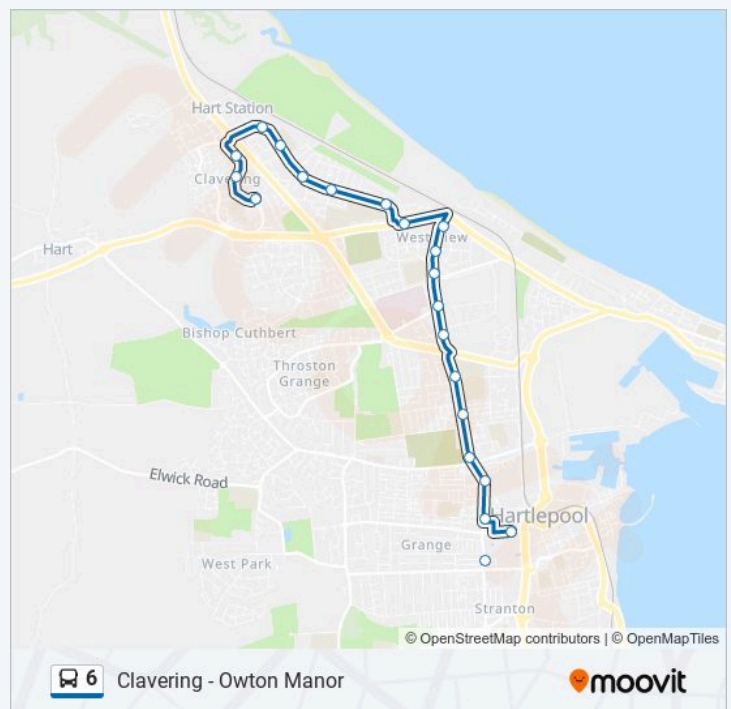 Hart Station
Clavering
West View
Hart
Bishop Cuthbert
Throston
Grange
Elwick Road
Hartlepool
Grange
West Park
Stranton
© OpenStreetMap contributors | © OpenMapTiles
6 Clavering - Owton Manor
moovit